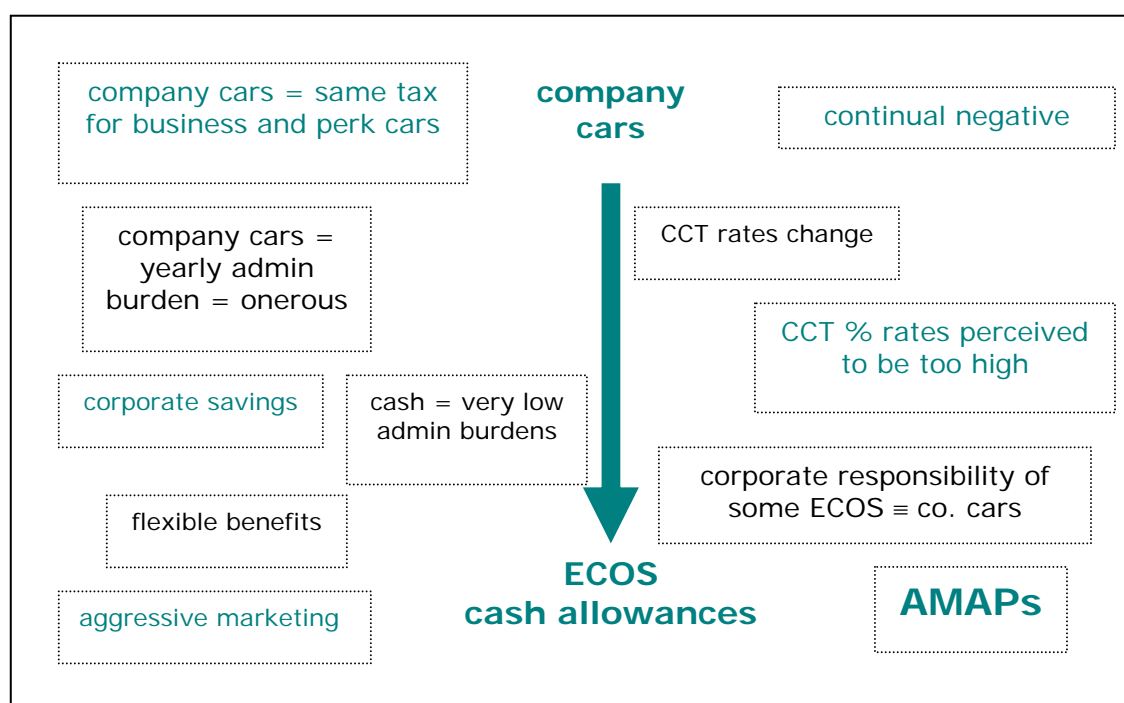 company cars = same tax
for business and perk cars
company
cars
continual negative
company cars =
yearly admin
burden = onerous
CCT rates change
CCT % rates perceived
to be too high
corporate savings
cash = very low
admin burdens
corporate responsibility of
some ECOS ≡ co. cars
flexible benefits
ECOS
cash allowances
AMAPs
aggressive marketing